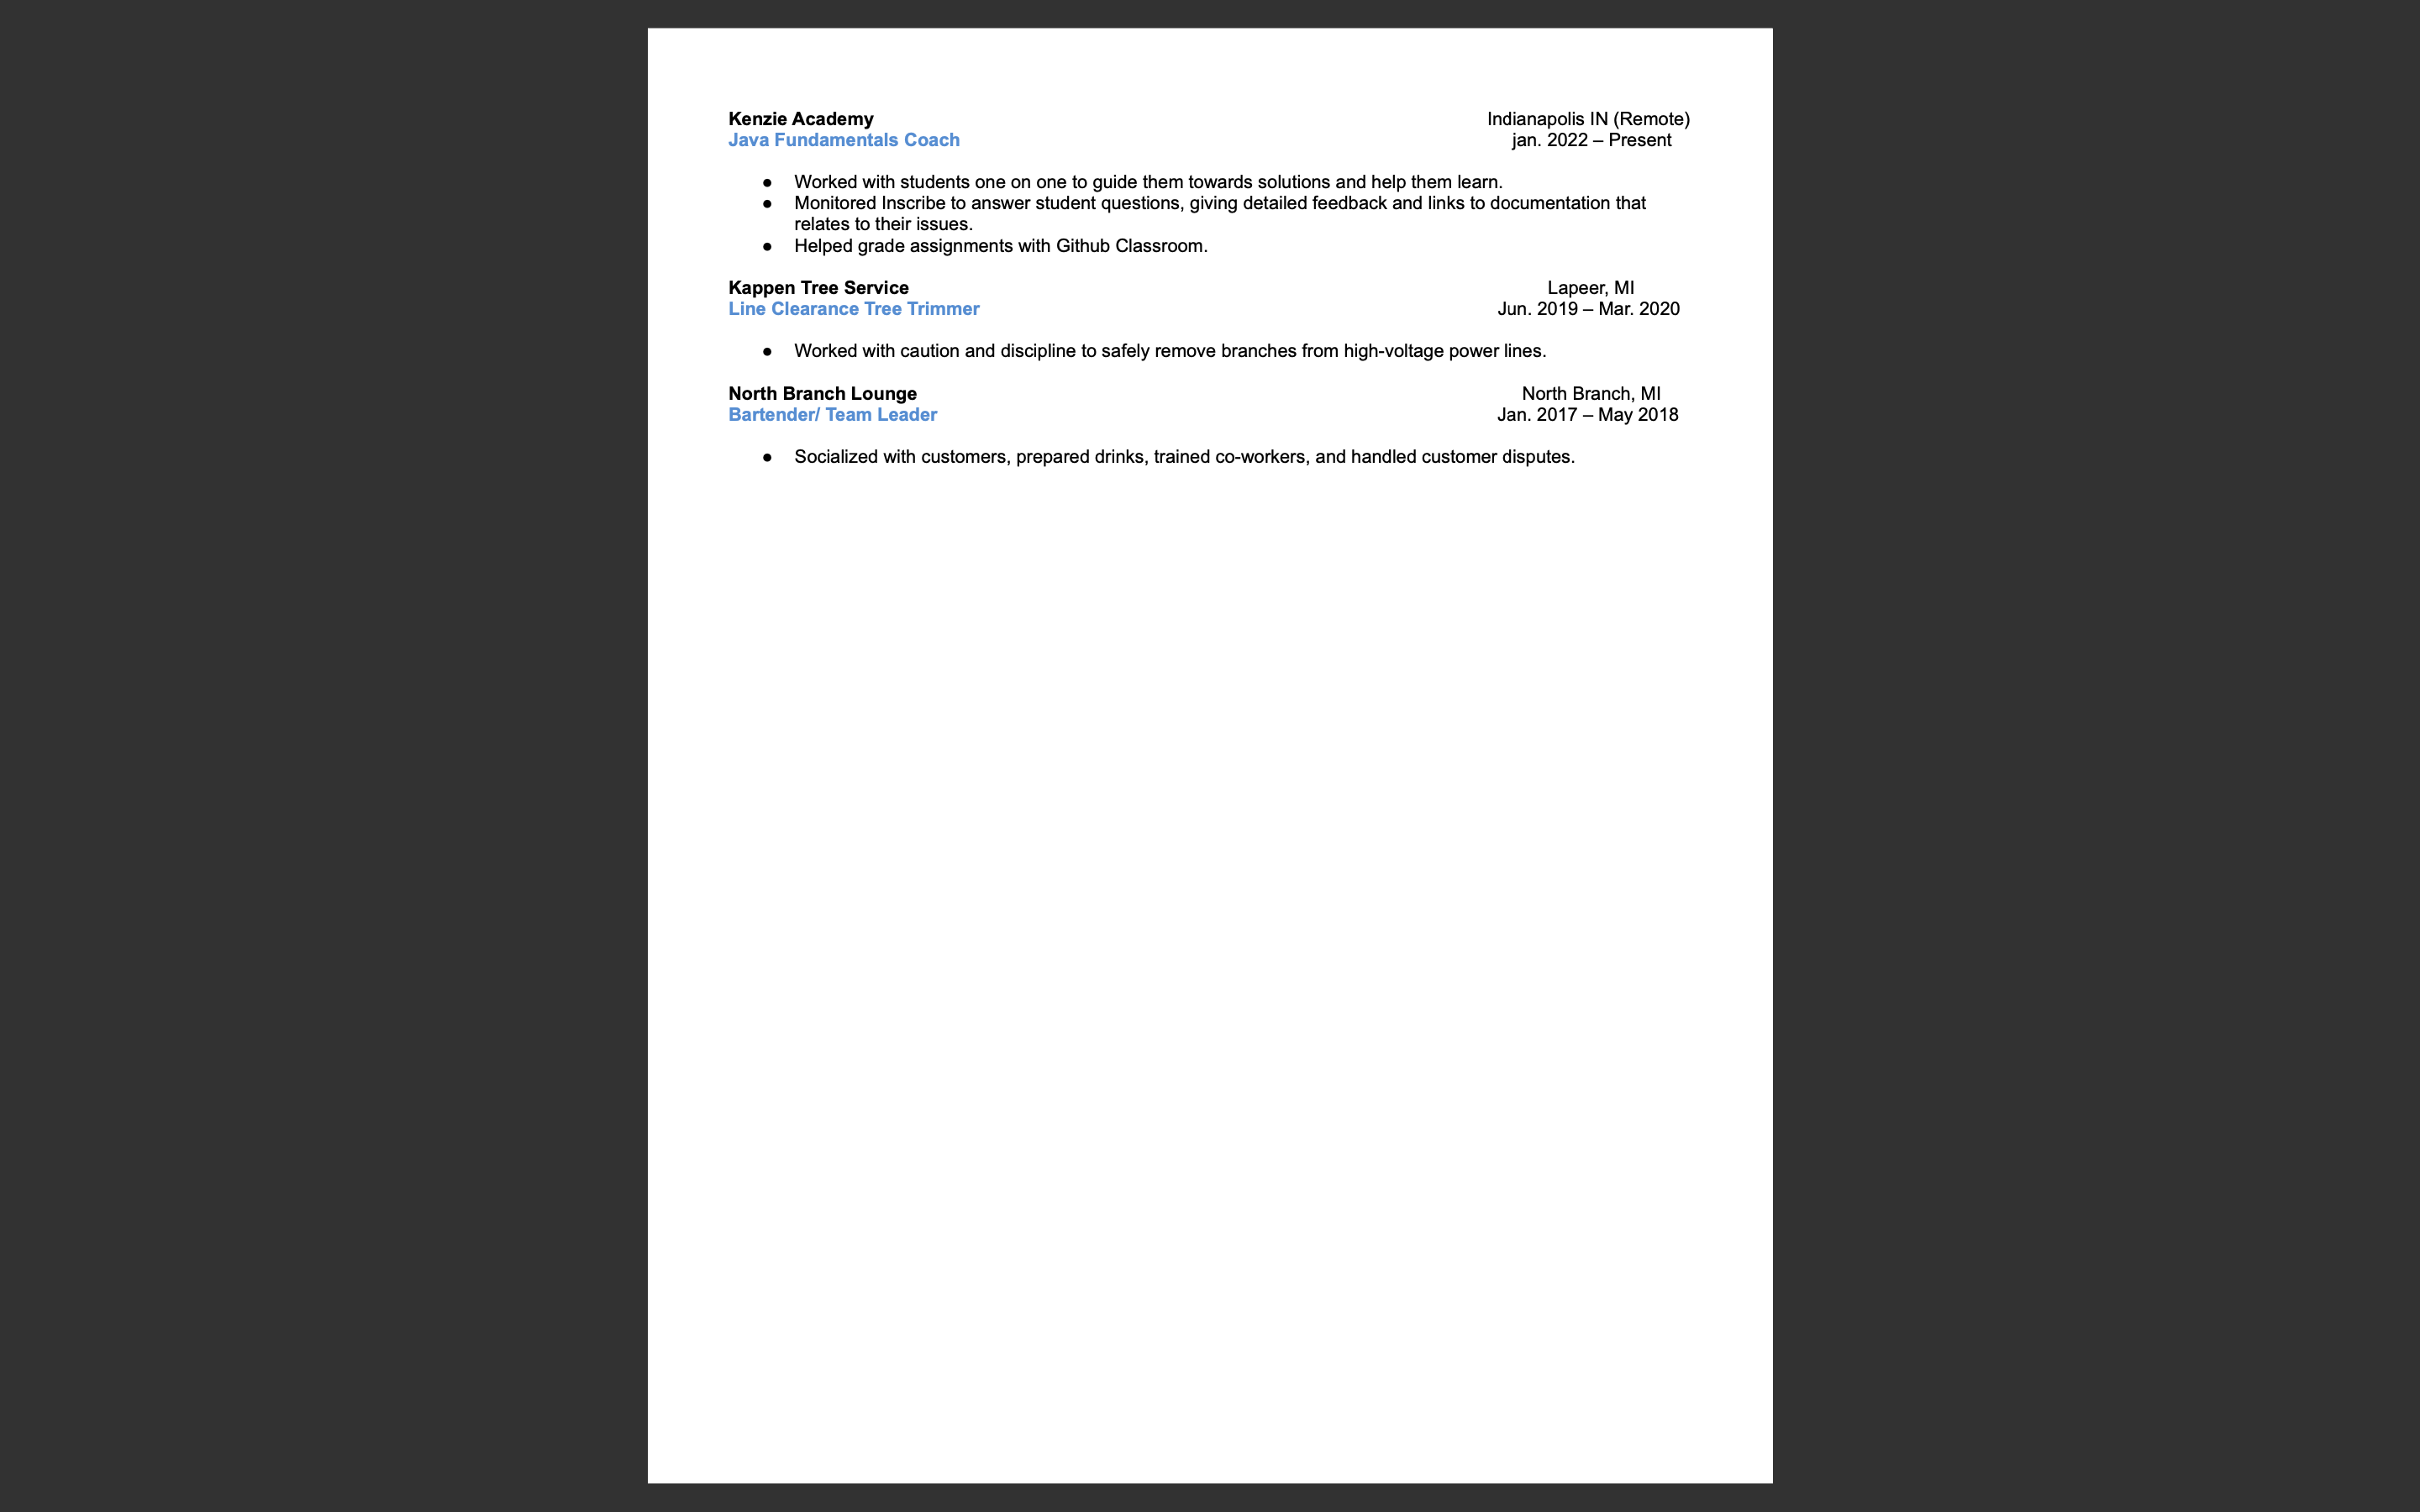 Kenzie Academy Indianapolis IN (Remote)
Java Fundamentals Coach jan. 2022 – Present
● Worked with students one on one to guide them towards solutions and help them learn.
● Monitored Inscribe to answer student questions, giving detailed feedback and links to documentation that
relates to their issues.
● Helped grade assignments with Github Classroom.
Kappen Tree Service Lapeer, MI
Line Clearance Tree Trimmer Jun. 2019 – Mar. 2020
● Worked with caution and discipline to safely remove branches from high-voltage power lines.
North Branch Lounge North Branch, MI
Bartender/ Team Leader Jan. 2017 – May 2018
● Socialized with customers, prepared drinks, trained co-workers, and handled customer disputes.